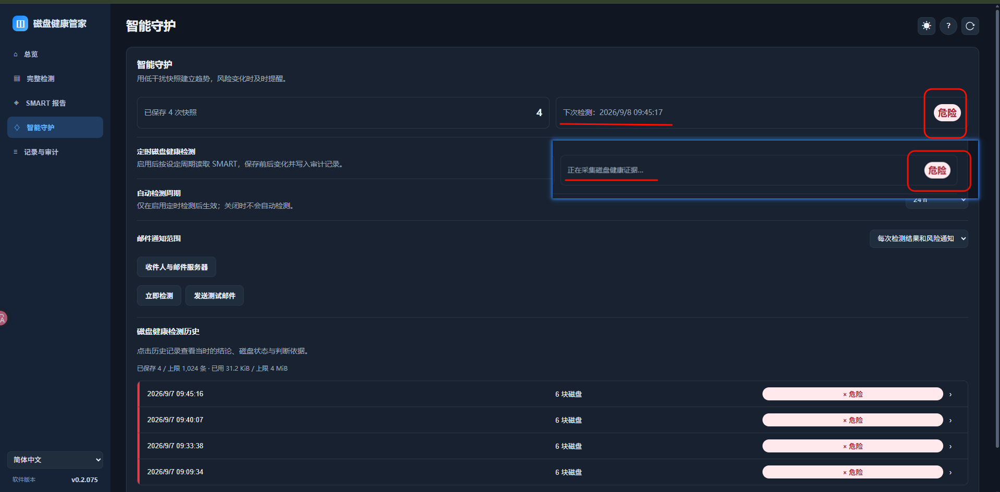 磁盘健康管家
总览
完整检测
SMART 报告
智能守护
记录与审计
简体中文
软件版本 v0.2.075
智能守护
?
智能守护
用低干扰快照建立趋势，风险变化时及时提醒。
已保存 4 次快照 4
下次检测：2026/9/8 09:45:17 危险
定时磁盘健康检测
启用后按设定周期读取 SMART，保存前后变化并写入审计记录。
正在采集磁盘健康证据... 危险
自动检测周期
仅在启用定时检测后生效；关闭时不会自动检测。
24 h
邮件通知范围
每次检测结果和风险通知
收件人与邮件服务器
立即检测 发送测试邮件
磁盘健康检测历史
点击历史记录查看当时的结论、磁盘状态与判断依据。
已保存 4 / 上限 1,024 条 · 已用 31.2 KiB / 上限 4 MiB
2026/9/7 09:45:16 6 块磁盘 × 危险 ›
2026/9/7 09:40:07 6 块磁盘 × 危险 ›
2026/9/7 09:33:38 6 块磁盘 × 危险 ›
2026/9/7 09:09:34 6 块磁盘 × 危险 ›